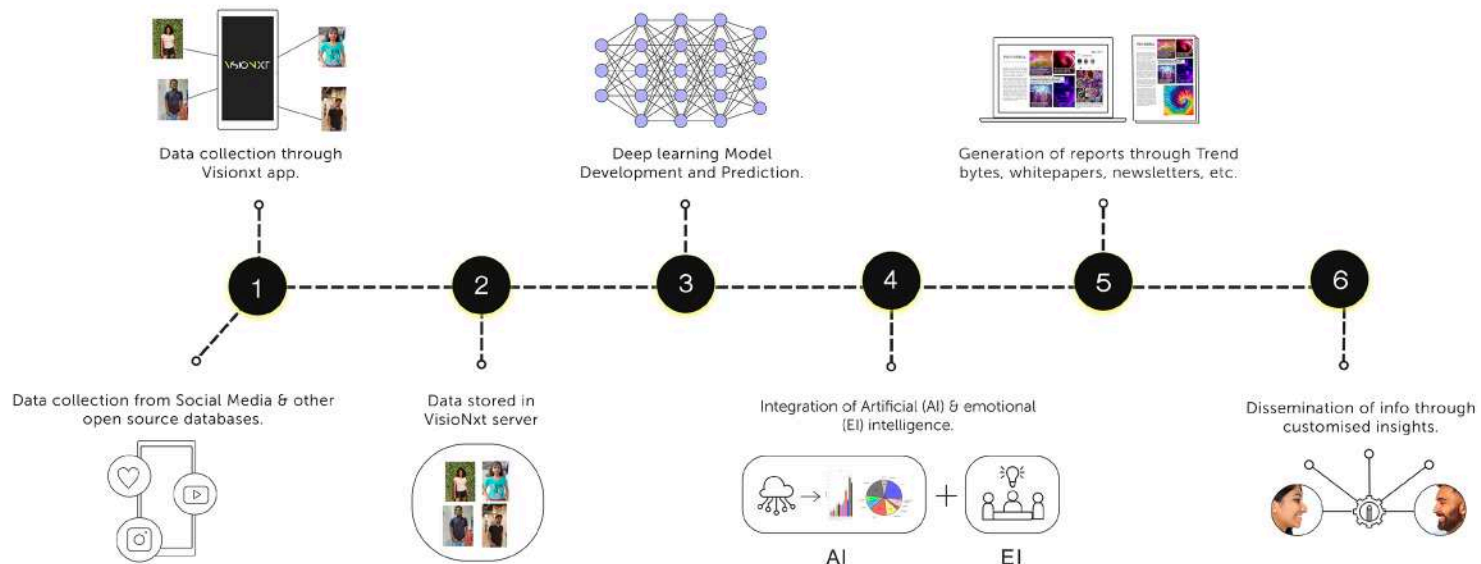 VISIONXT
Data collection through
Visionxt app.
Deep learning Model
Development and Prediction.
Generation of reports through Trend
bytes, whitepapers, newsletters, etc.
1
2
3
4
5
6
Data collection from Social Media & other
open source databases.
Data stored in
VisioNxt server
Integration of Artificial (AI) & emotional
(EI) intelligence.
Dissemination of info through
customised insights.
+
AI
EI